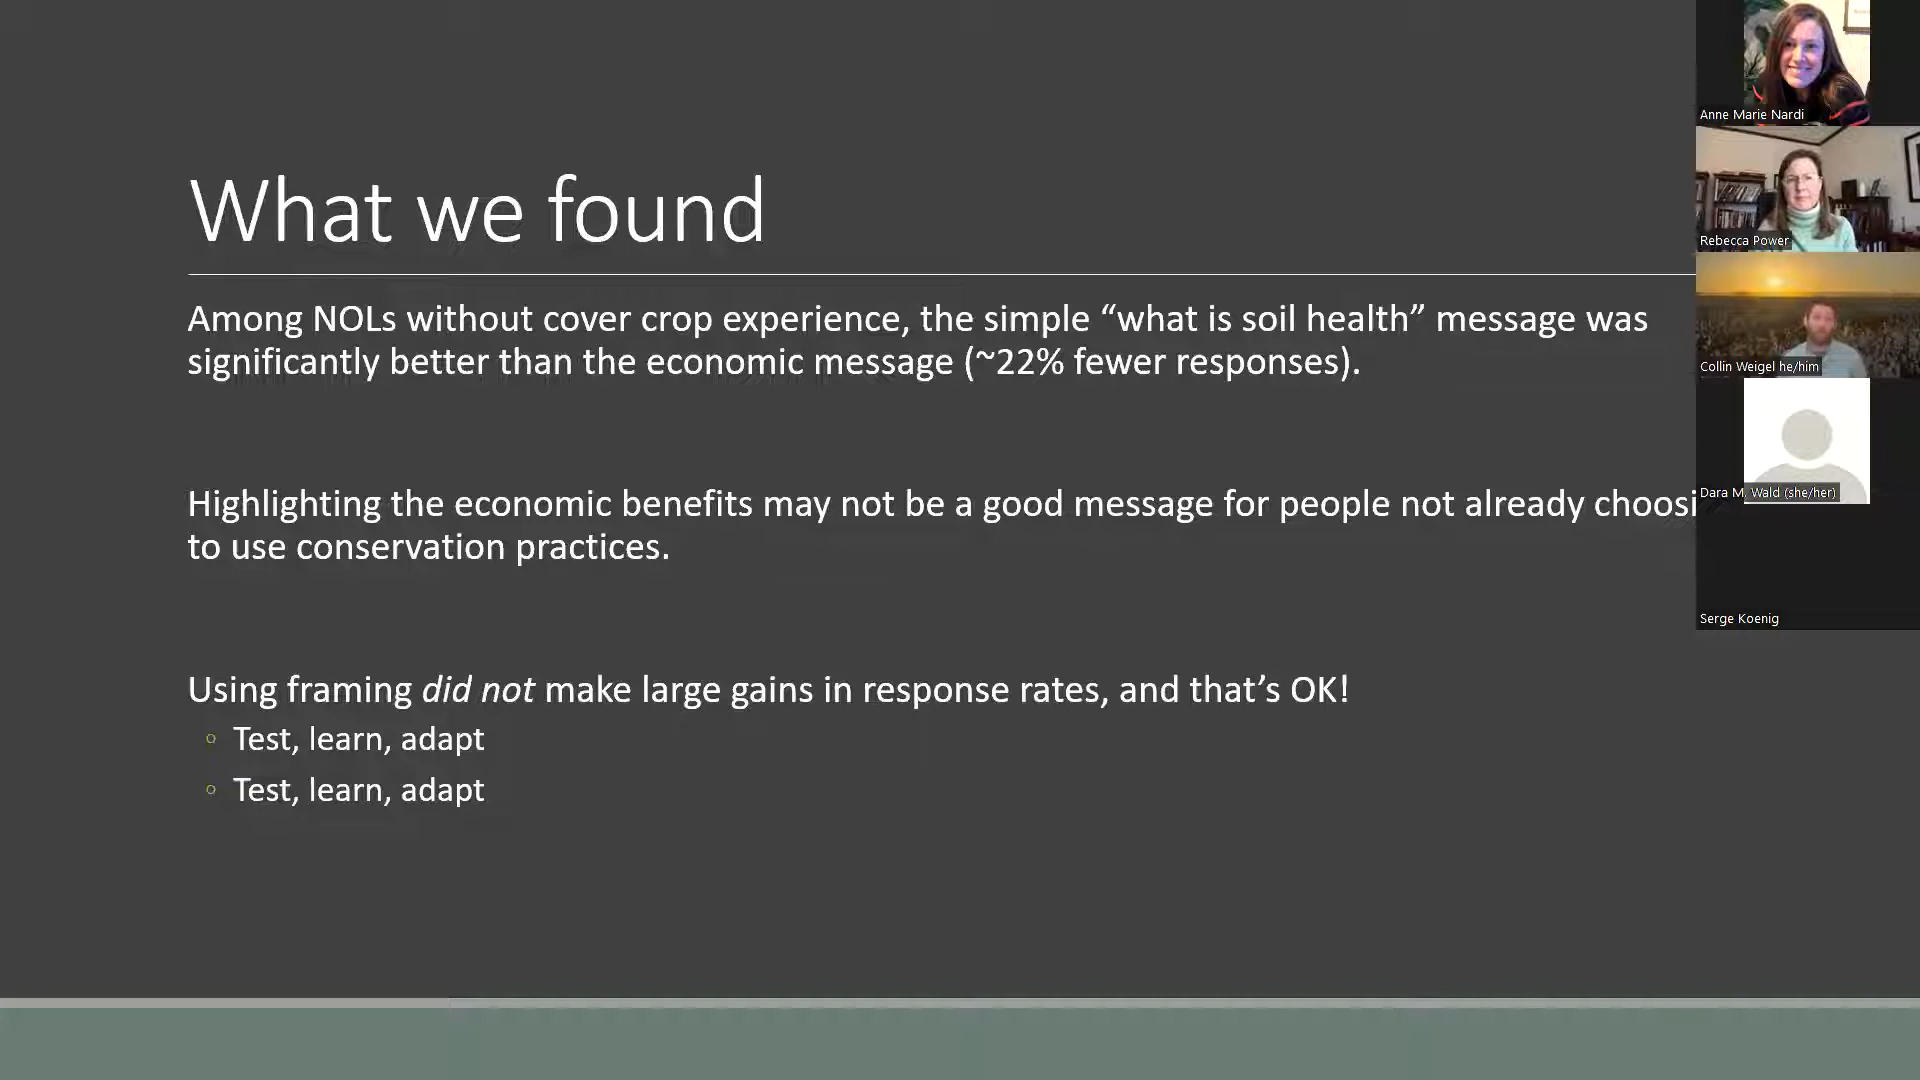 What we found
Among NOLs without cover crop experience, the simple “what is soil health” message was
significantly better than the economic message (~22% fewer responses).
Highlighting the economic benefits may not be a good message for people not already choosi
to use conservation practices.
Using framing did not make large gains in response rates, and that’s OK!
◦ Test, learn, adapt
◦ Test, learn, adapt
Anne Marie Nardi
Rebecca Power
Collin Weigel he/him
Dara M. Wald (she/her)
Serge Koenig